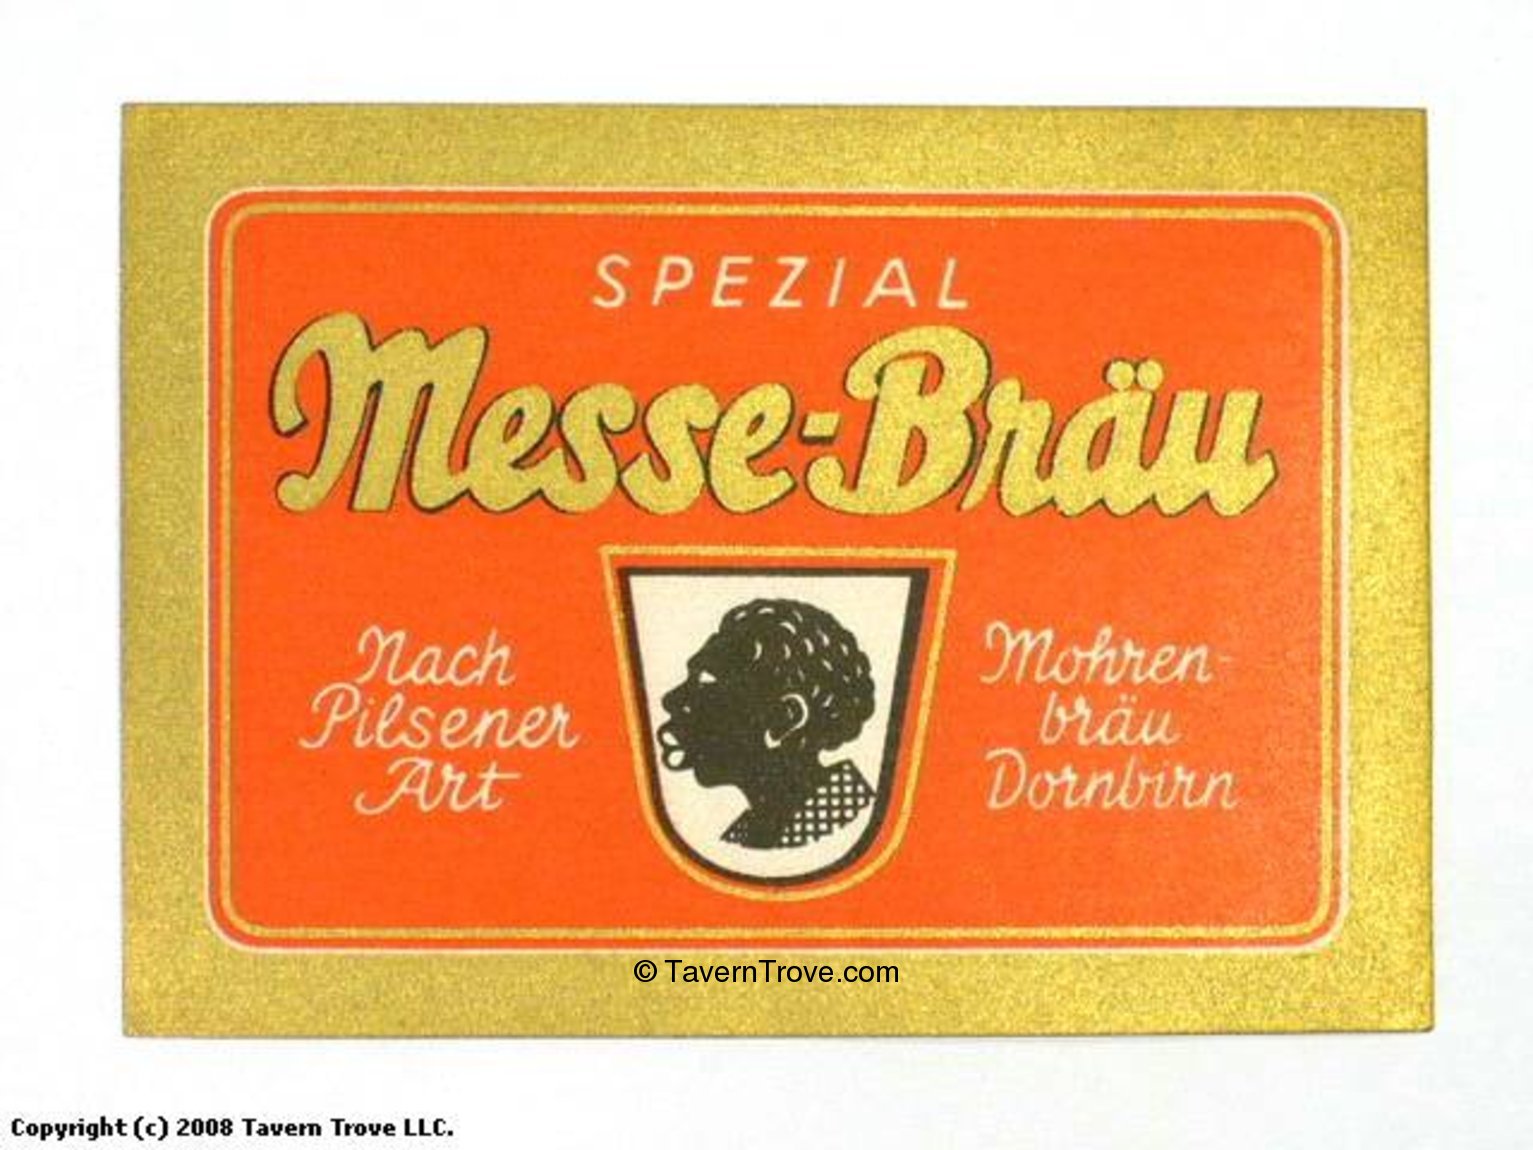 SPEZIAL
Messe-Bräu
Nach
Pilsener
Art
Mohren-
bräu
Dornbirn
© TavernTrove.com
Copyright (c) 2008 Tavern Trove LLC.